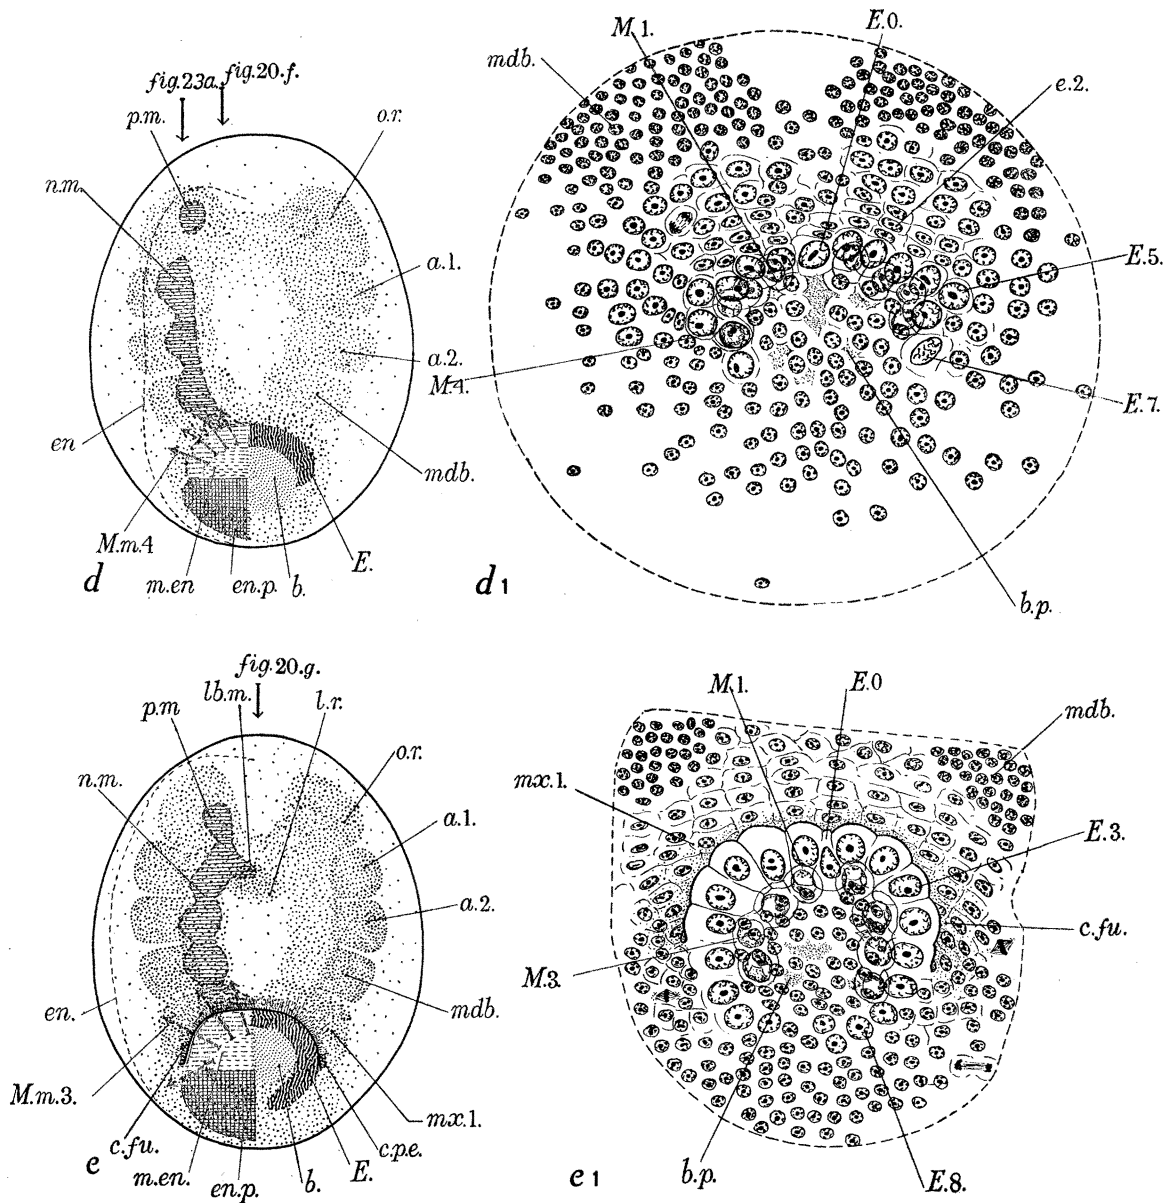 fig.23a. fig.20.f.
p.m.
o.r.
n.m.
a.1.
a.2.
en
mdb.
M.m.4
E.
m.en
en.p.
b.
d
M.1.
E.0.
mdb.
e.2.
E.5.
M.4.
E.7.
b.p.
d1
fig.20.g.
lb.m.
p.m
l.r.
o.r.
n.m.
a.1.
a.2.
en.
mdb.
M.m.3.
mx.1.
c.fu.
c.p.e.
m.en.
E.
en.p.
b.
e
M.1.
E.0
mdb.
mx.1.
E.3.
c.fu.
M.3.
b.p.
E.8.
e1